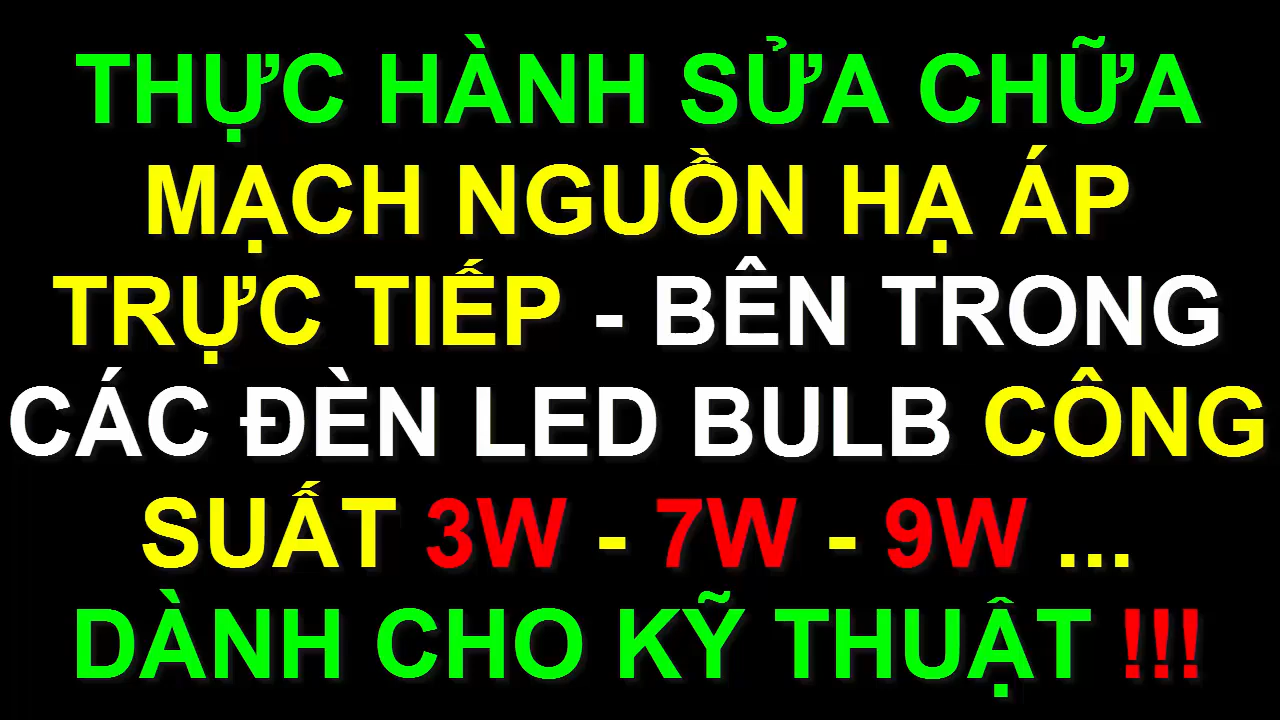 THỰC HÀNH SỬA CHỮA
MẠCH NGUỒN HẠ ÁP
TRỰC TIẾP - BÊN TRONG
CÁC ĐÈN LED BULB CÔNG
SUẤT 3W - 7W - 9W ...
DÀNH CHO KỸ THUẬT !!!